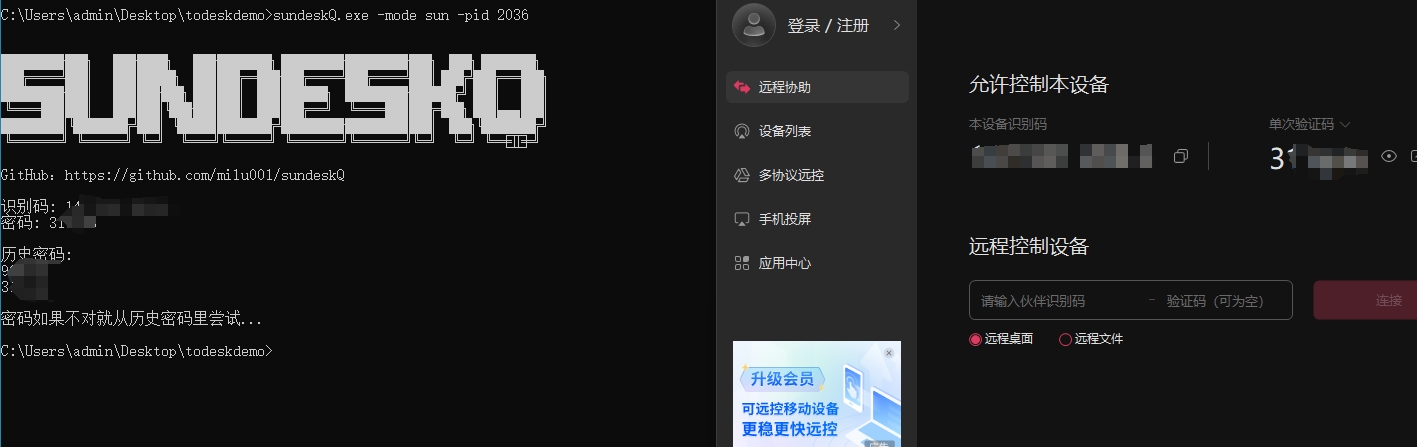 C:\Users\admin\Desktop\todeskdemo>sundeskQ.exe -mode sun -pid 2036
SUNDESKQ
GitHub: https://github.com/milu001/sundeskQ
识别码: 14
密码: 31
历史密码:
9
3
密码如果不对就从历史密码里尝试...
C:\Users\admin\Desktop\todeskdemo>
登录 / 注册
远程协助
设备列表
多协议远控
手机投屏
应用中心
升级会员
可远控移动设备
更稳更快远控
广告
允许控制本设备
本设备识别码
单次验证码
31
远程控制设备
请输入伙伴识别码 - 验证码（可为空）
连接
远程桌面 远程文件